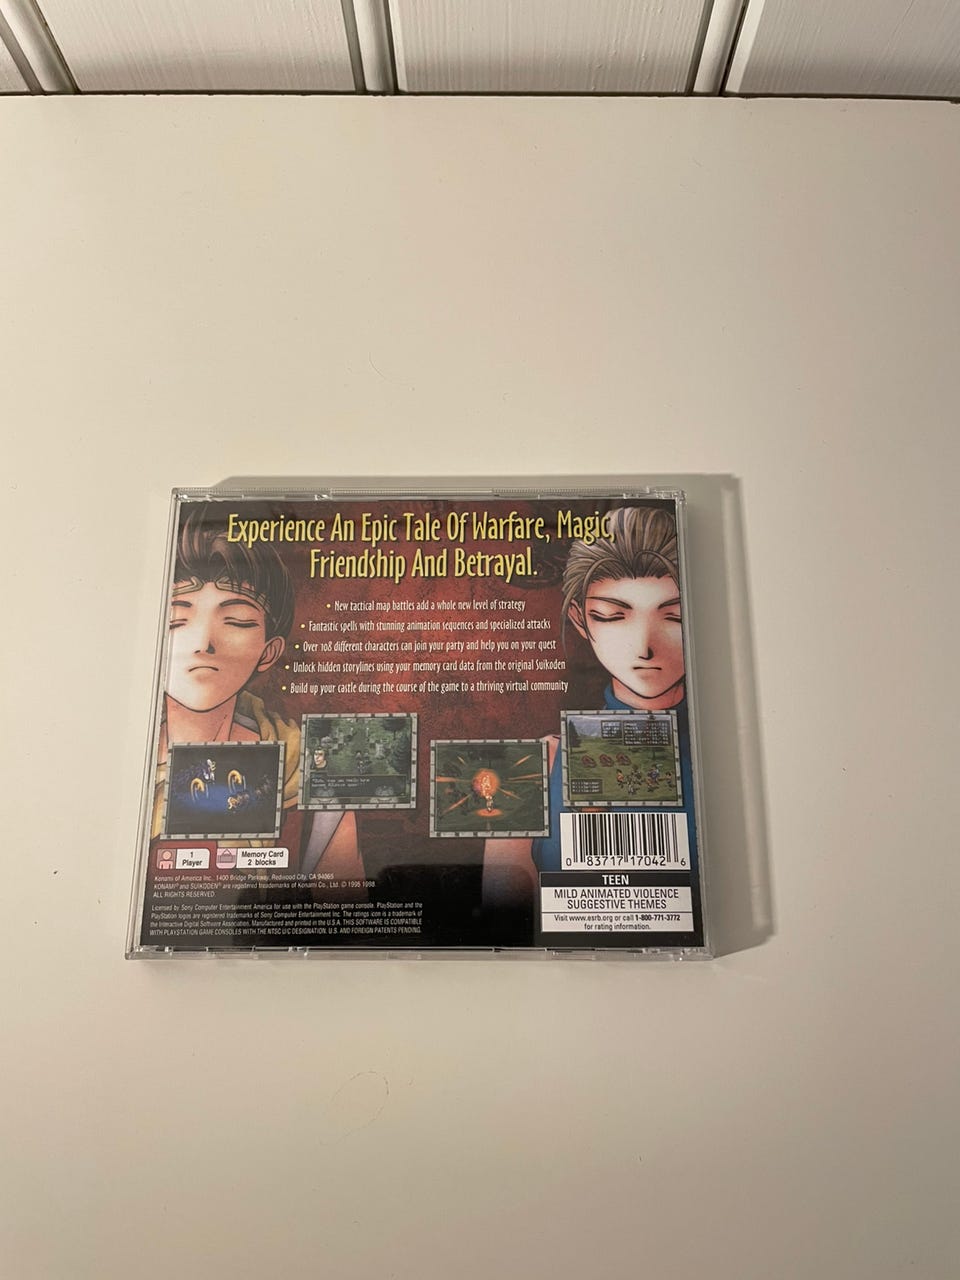 Experience An Epic Tale Of Warfare, Magic,
Friendship And Betrayal.
• New tactical map battles add a whole new level of strategy
• Fantastic spells with stunning animation sequences and specialized attacks
• Over 108 different characters can join your party and help you on your quest
• Unlock hidden storylines using your memory card data from the original Suikoden
• Build up your castle during the course of the game to a thriving virtual community
1
Player
Memory Card
2 blocks
Konami of America Inc., 1400 Bridge Parkway, Redwood City, CA 94065
KONAMI® and SUIKODEN® are registered trademarks of Konami Co., Ltd. © 1995 1998.
ALL RIGHTS RESERVED.
Licensed by Sony Computer Entertainment America for use with the PlayStation game console. PlayStation and the
PlayStation logos are registered trademarks of Sony Computer Entertainment Inc. The ratings icon is a trademark of
the Interactive Digital Software Association. Manufactured and printed in the U.S.A. THIS SOFTWARE IS COMPATIBLE
WITH PLAYSTATION GAME CONSOLES WITH THE NTSC U/C DESIGNATION. U.S. AND FOREIGN PATENTS PENDING.
0 83717 17042 6
TEEN
MILD ANIMATED VIOLENCE
SUGGESTIVE THEMES
Visit www.esrb.org or call 1-800-771-3772
for rating information.